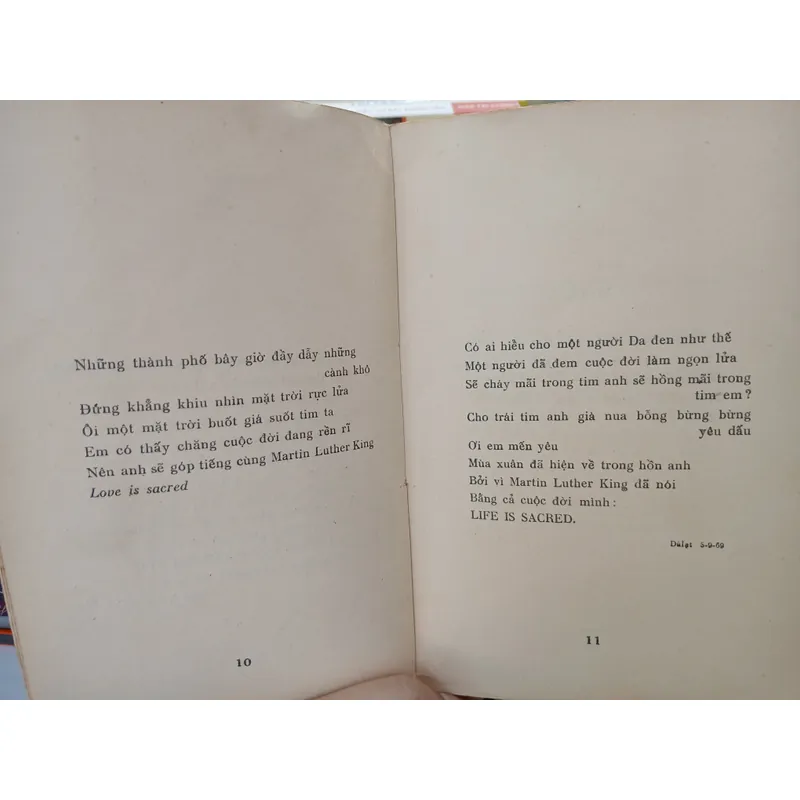 Những thành phố bây giờ đầy dẫy những
cành khô
Đứng khẳng khiu nhìn mặt trời rực lửa
Ôi một mặt trời buốt giá suốt tim ta
Em có thấy chăng cuộc đời đang rền rĩ
Nên anh sẽ góp tiếng cùng Martin Luther King
Love is sacred
10
Có ai hiểu cho một người Da đen như thế
Một người đã đem cuộc đời làm ngọn lửa
Sẽ cháy mãi trong tim anh sẽ hồng mãi trong
tim em ?
Cho trái tim anh già nua bỗng bừng bừng
yêu dấu
Ơi em mến yêu
Mùa xuân đã hiện về trong hồn anh
Bởi vì Martin Luther King đã nói
Bằng cả cuộc đời mình :
LIFE IS SACRED.
Dalạt 5-9-69
11